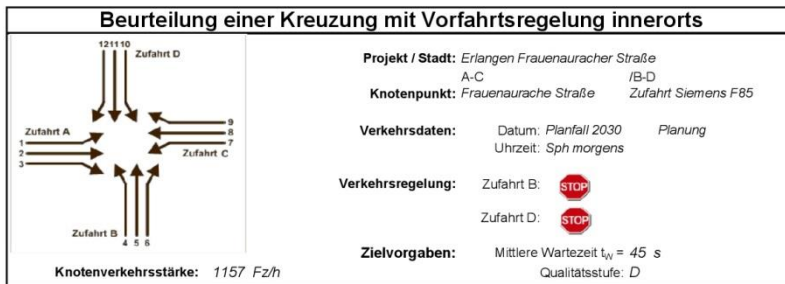 Beurteilung einer Kreuzung mit Vorfahrtsregelung innerorts
121110
Zufahrt D
Zufahrt A
1
2
3
9
8
7
Zufahrt C
Zufahrt B
4 5 6
Knotenverkehrsstärke: 1157 Fz/h
Projekt / Stadt: Erlangen Frauenauracher Straße
A-C /B-D
Knotenpunkt: Frauenaurache Straße Zufahrt Siemens F85
Verkehrsdaten: Datum: Planfall 2030 Planung
Uhrzeit: Sph morgens
Verkehrsregelung: Zufahrt B: STOP
Zufahrt D: STOP
Zielvorgaben: Mittlere Wartezeit tw = 45 s
Qualitätsstufe: D